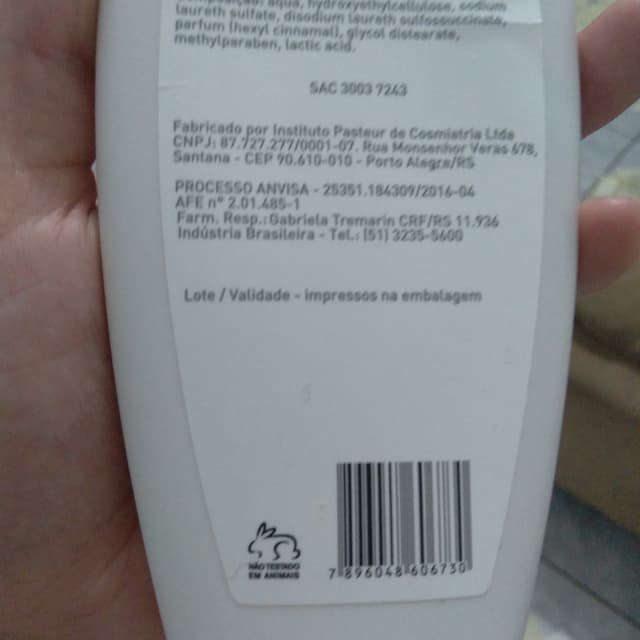 aqua, hydroxyethylcellulose, sodium
laureth sulfate, disodium laureth sulfossuccinate,
parfum (hexyl cinnamal), glycol distearate,
methylparaben, lactic acid.
SAC 3003 7243
Fabricado por Instituto Pasteur de Cosmiatria Ltda
CNPJ: 87.727.277/0001-07. Rua Monsenhor Veras 678,
Santana - CEP 90.610-010 - Porto Alegra/RS
PROCESSO ANVISA - 25351.184309/2016-04
AFE nº 2.01.485-1
Farm. Resp.: Gabriela Tremarin CRF/RS 11.936
Indústria Brasileira - Tel.: (51) 3235-5600
Lote / Validade - impressos na embalagem
NÃO TESTADO
EM ANIMAIS
7 896048 606730